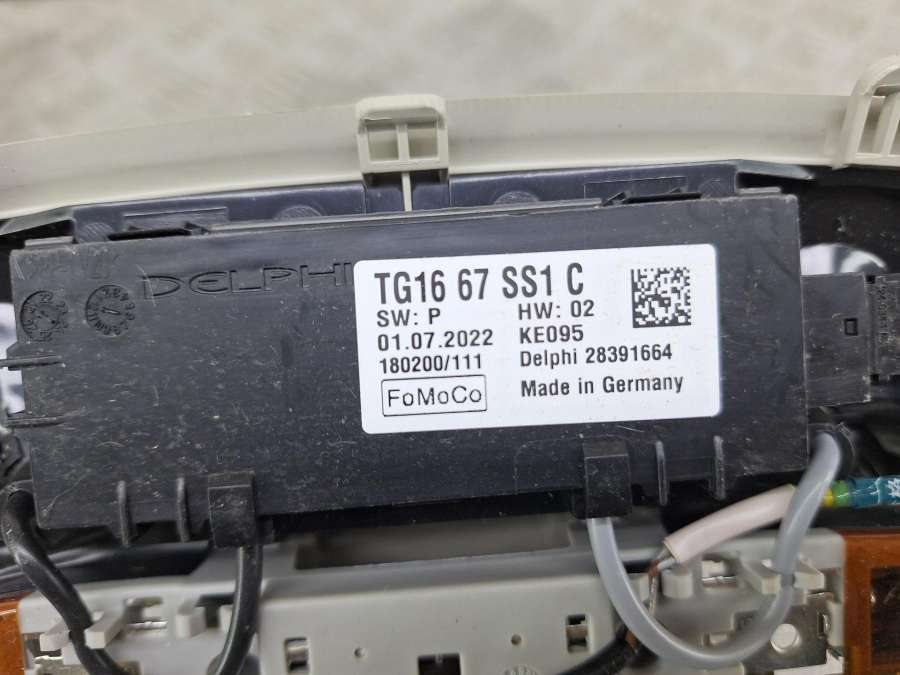 DELPHI
TG16 67 SS1 C
SW: P HW: 02
01.07.2022 KE095
180200/111 Delphi 28391664
FoMoCo Made in Germany